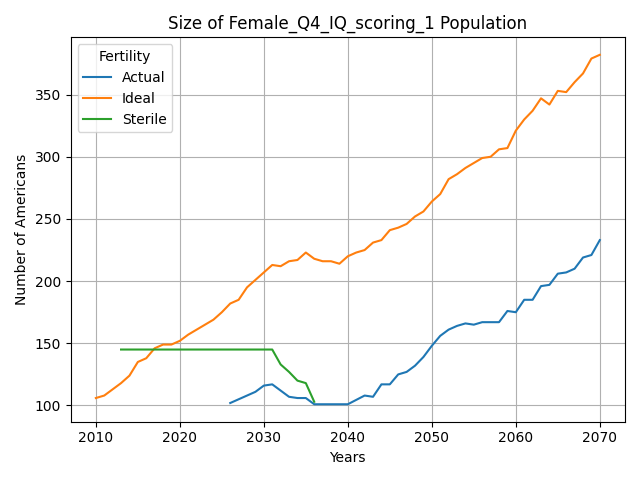 Size of Female_Q4_IQ_scoring_1 Population
Fertility
Actual
Ideal
Sterile
Number of Americans
350
300
250
200
150
100
2010 2020 2030 2040 2050 2060 2070
Years